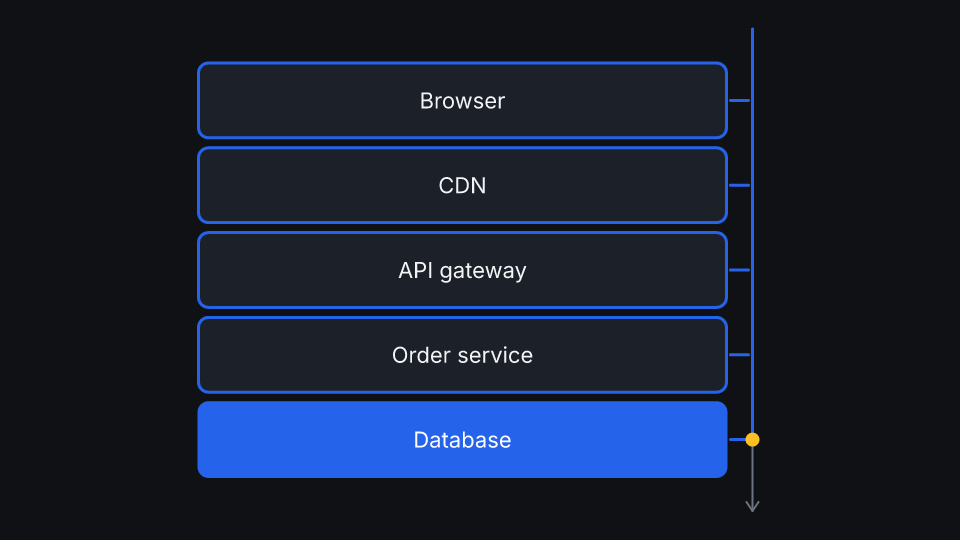 Browser
CDN
API gateway
Order service
Database